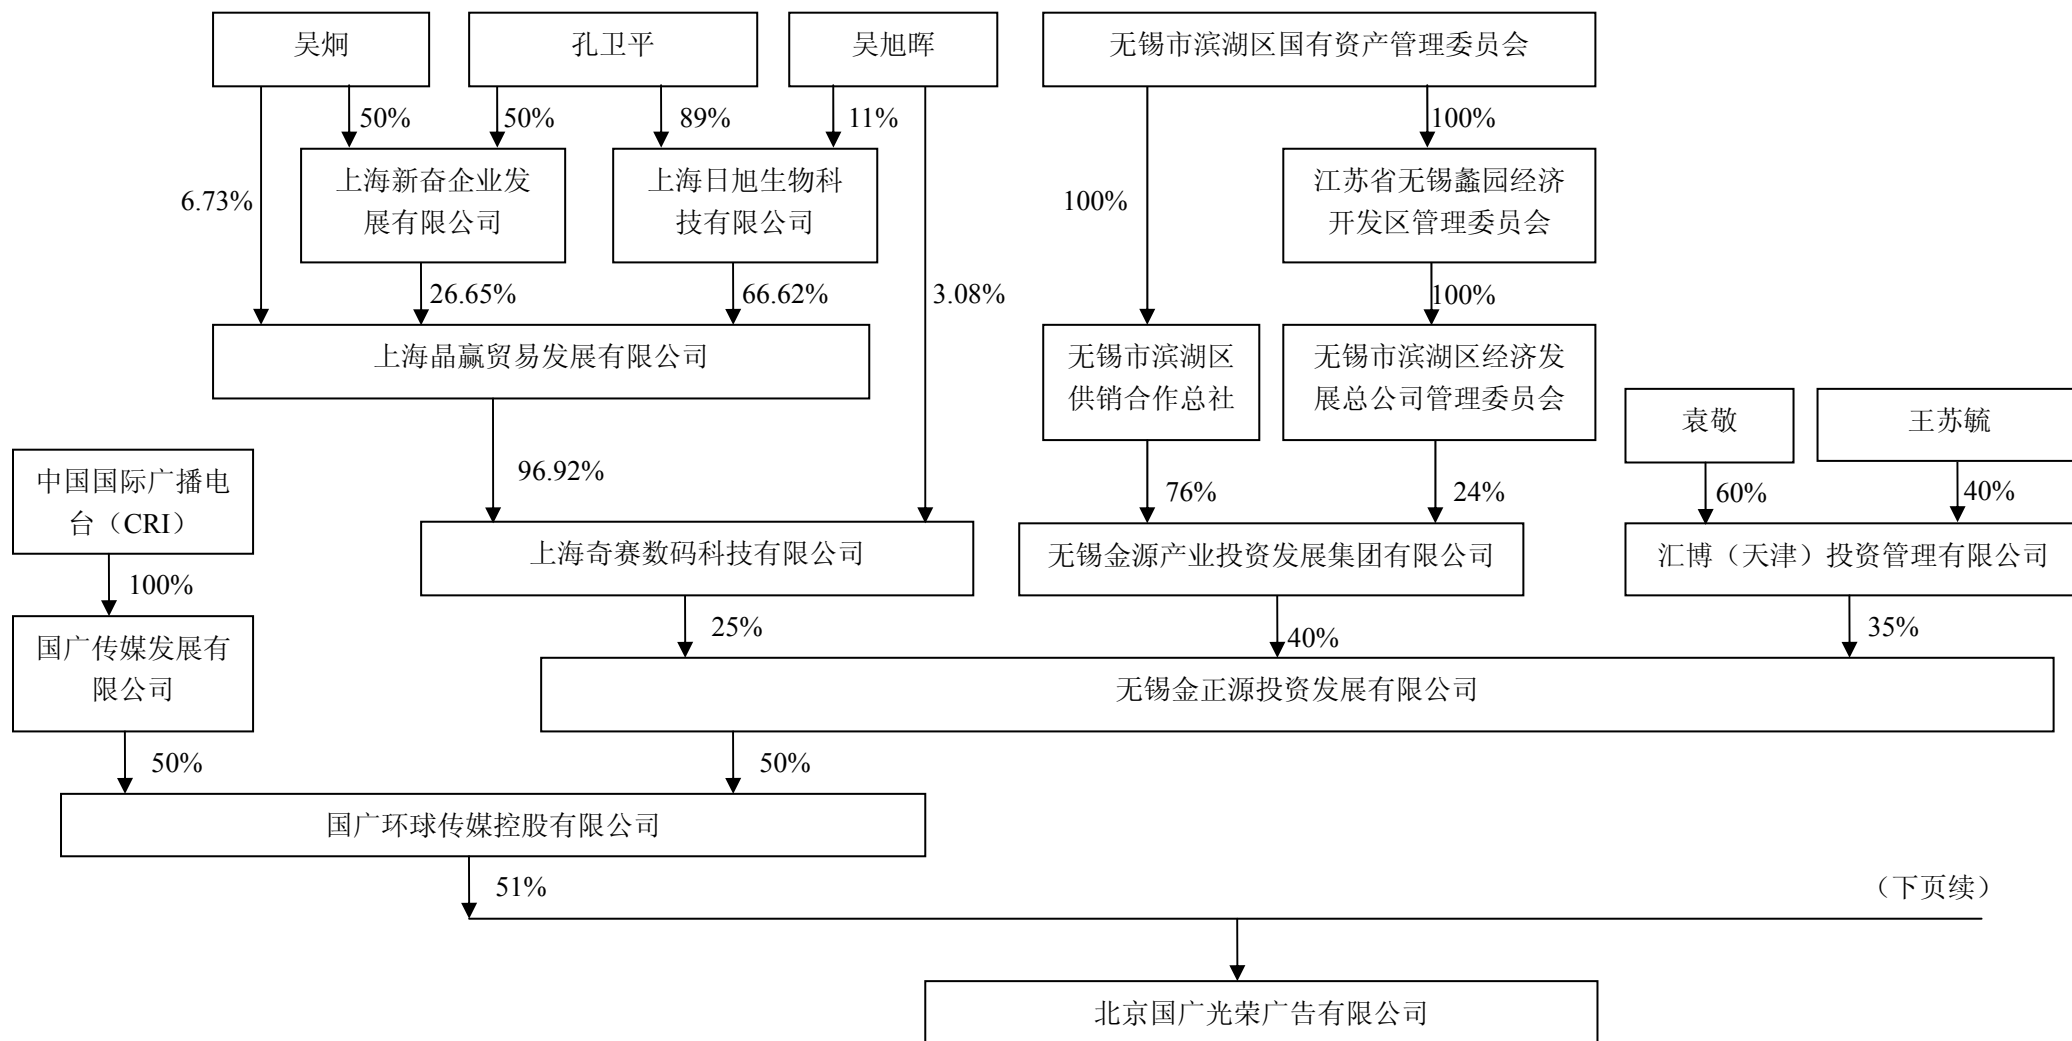 吴炯
孔卫平
吴旭晖
无锡市滨湖区国有资产管理委员会
50%
50%
89%
11%
100%
上海新奋企业发
展有限公司
上海日旭生物科
技有限公司
江苏省无锡蠡园经济
开发区管理委员会
6.73%
100%
26.65%
66.62%
3.08%
100%
上海晶赢贸易发展有限公司
无锡市滨湖区
供销合作总社
无锡市滨湖区经济发
展总公司管理委员会
袁敬
王苏毓
96.92%
76%
24%
60%
40%
中国国际广播电
台（CRI）
上海奇赛数码科技有限公司
无锡金源产业投资发展集团有限公司
汇博（天津）投资管理有限公司
100%
25%
40%
35%
国广传媒发展有
限公司
无锡金正源投资发展有限公司
50%
50%
国广环球传媒控股有限公司
51%
（下页续）
北京国广光荣广告有限公司